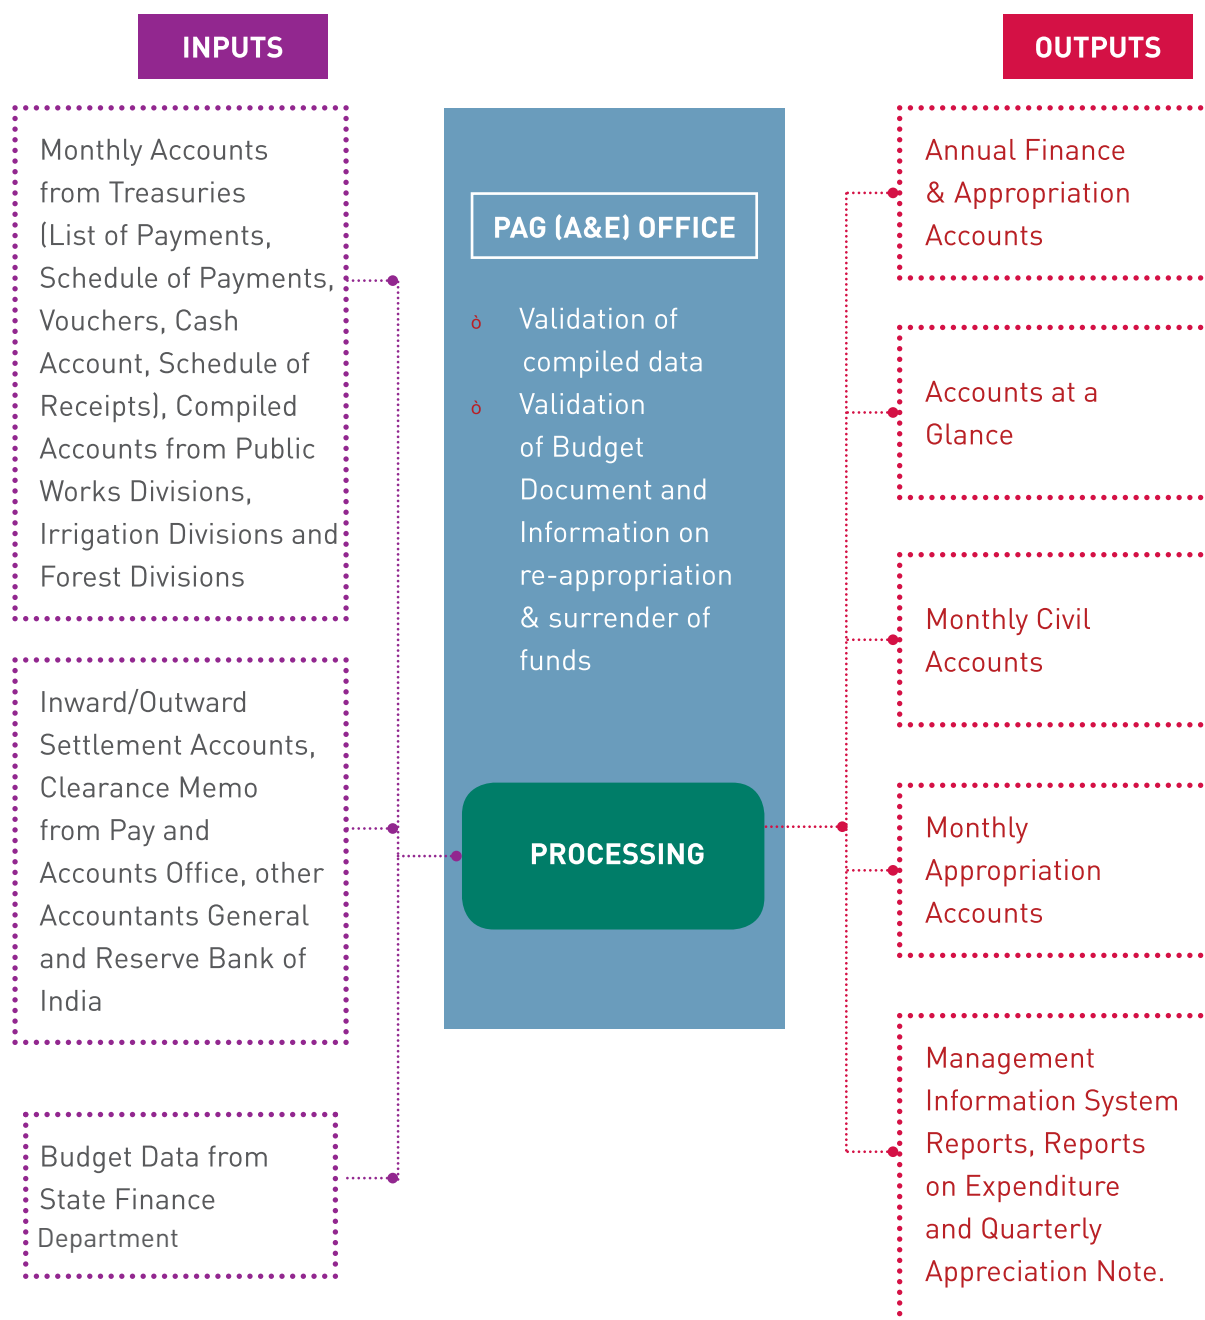 INPUTS
Monthly Accounts
from Treasuries
(List of Payments,
Schedule of Payments,
Vouchers, Cash
Account, Schedule of
Receipts), Compiled
Accounts from Public
Works Divisions,
Irrigation Divisions and
Forest Divisions
Inward/Outward
Settlement Accounts,
Clearance Memo
from Pay and
Accounts Office, other
Accountants General
and Reserve Bank of
India
Budget Data from
State Finance
Department
PAG (A&E) OFFICE
ò Validation of
compiled data
ò Validation
of Budget
Document and
Information on
re-appropriation
& surrender of
funds
PROCESSING
OUTPUTS
Annual Finance
& Appropriation
Accounts
Accounts at a
Glance
Monthly Civil
Accounts
Monthly
Appropriation
Accounts
Management
Information System
Reports, Reports
on Expenditure
and Quarterly
Appreciation Note.